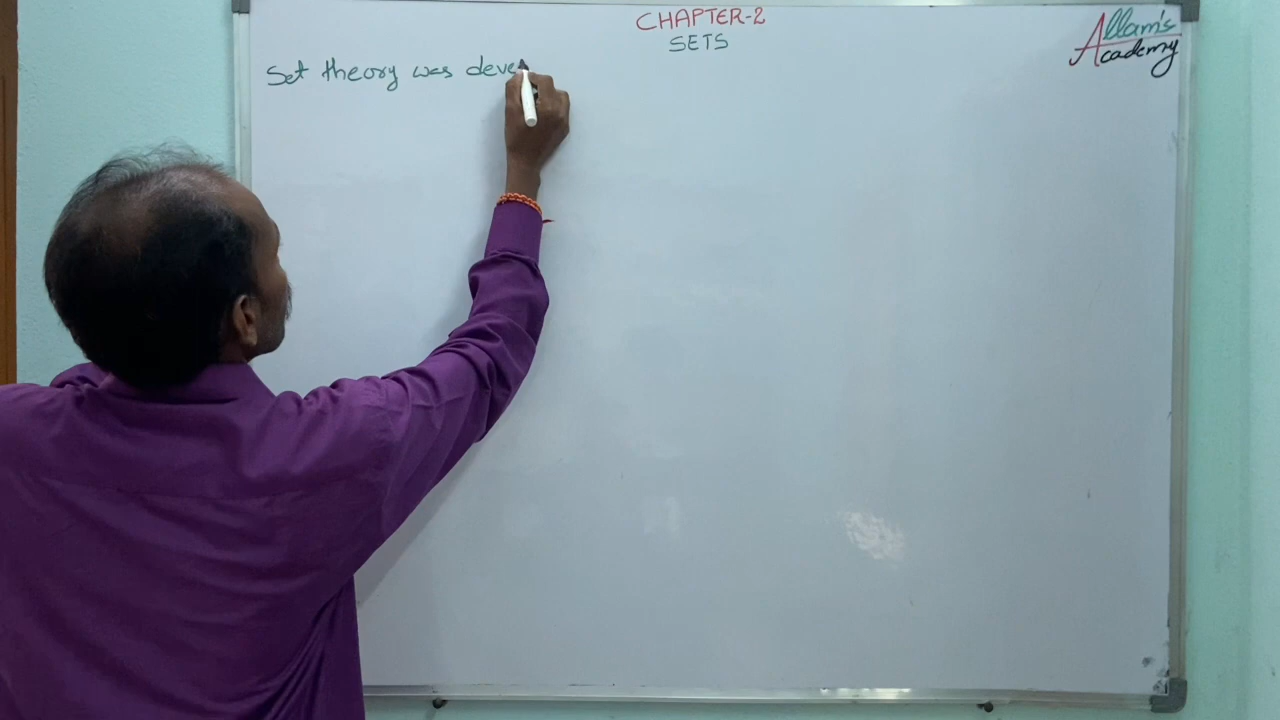 CHAPTER-2
SETS
Allam's
Academy
Set theory was deve